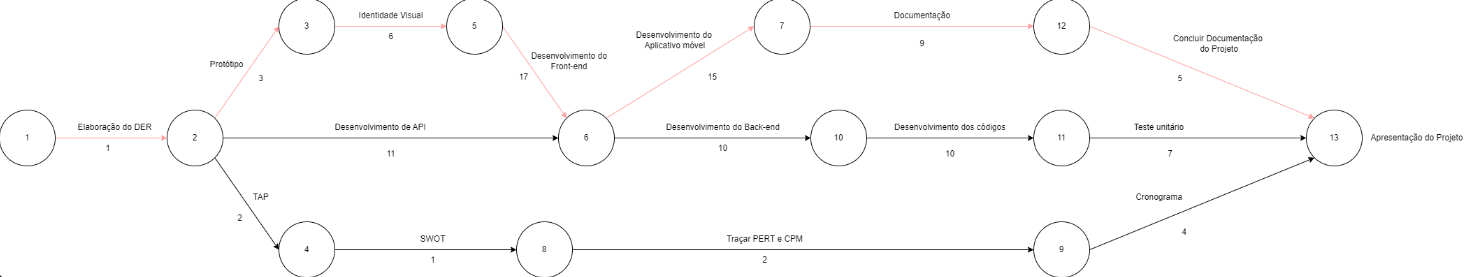 3
Identidade Visual
6
5
7
Documentação
9
12
Protótipo
3
Desenvolvimento do
Front-end
17
Desenvolvimento do
Aplicativo móvel
15
Concluir Documentação
do Projeto
5
1
Elaboração do DER
1
2
Desenvolvimento de API
11
6
Desenvolvimento do Back-end
10
10
Desenvolvimento dos códigos
10
11
Teste unitário
7
13
Apresentação do Projeto
TAP
2
Cronograma
4
4
SWOT
1
8
Traçar PERT e CPM
2
9